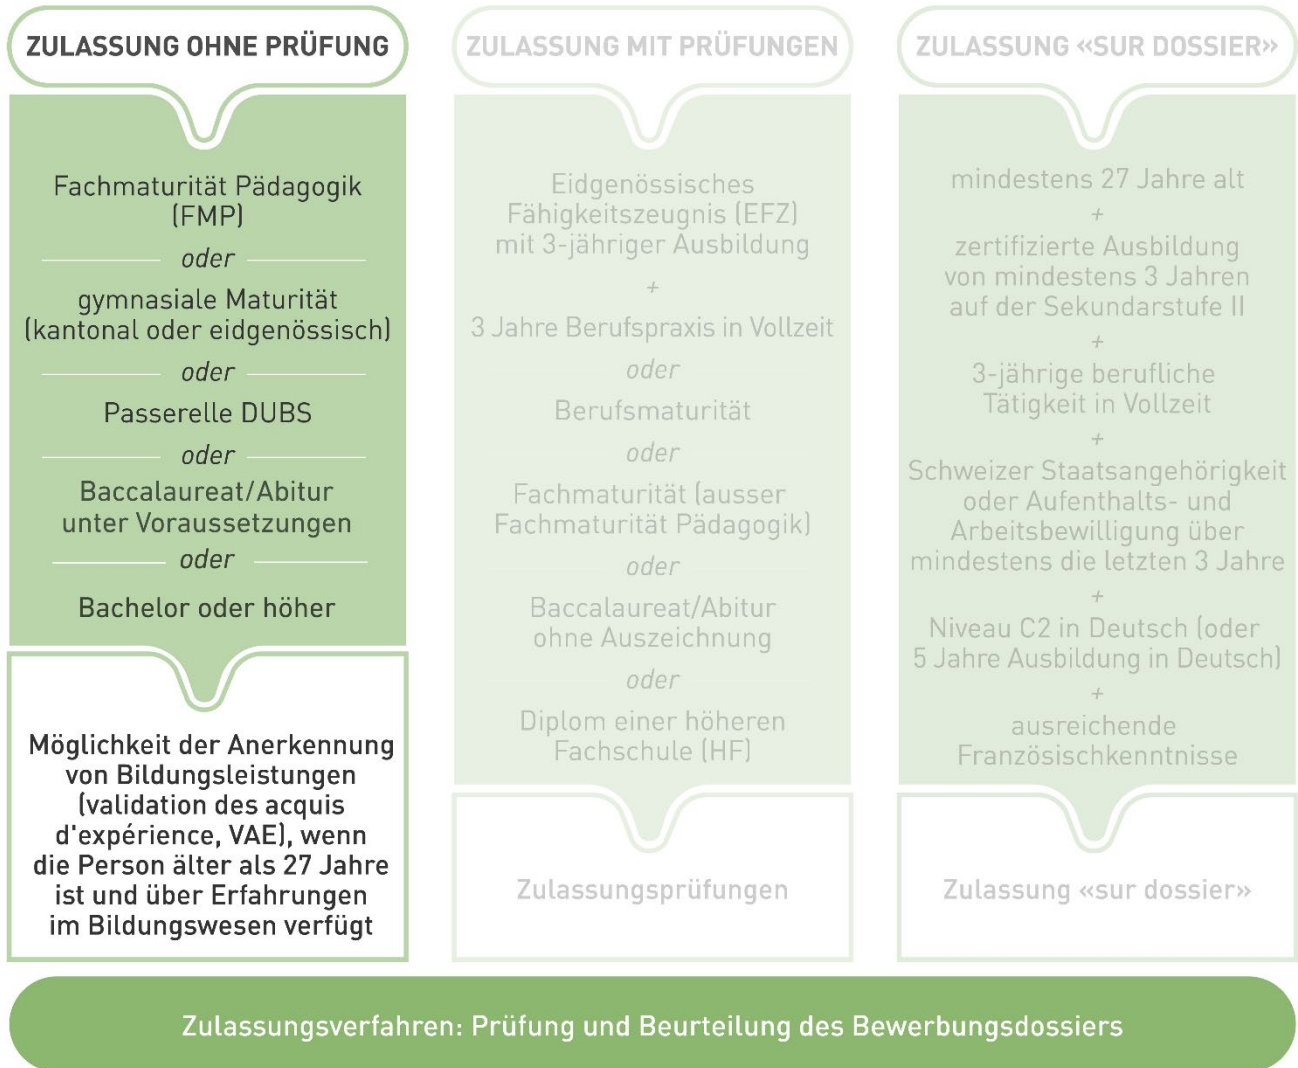 ZULASSUNG OHNE PRÜFUNG
Fachmaturität Pädagogik
(FMP)
oder
gymnasiale Maturität
(kantonal oder eidgenössisch)
oder
Passerelle DUBS
oder
Baccalaureat/Abitur
unter Voraussetzungen
oder
Bachelor oder höher
Möglichkeit der Anerkennung
von Bildungsleistungen
(validation des acquis
d'expérience, VAE), wenn
die Person älter als 27 Jahre
ist und über Erfahrungen
im Bildungswesen verfügt
ZULASSUNG MIT PRÜFUNGEN
Eidgenössisches
Fähigkeitszeugnis (EFZ)
mit 3-jähriger Ausbildung
+
3 Jahre Berufspraxis in Vollzeit
oder
Berufsmaturität
oder
Fachmaturität (ausser
Fachmaturität Pädagogik)
oder
Baccalaureat/Abitur
ohne Auszeichnung
oder
Diplom einer höheren
Fachschule (HF)
Zulassungsprüfungen
ZULASSUNG «SUR DOSSIER»
mindestens 27 Jahre alt
+
zertifizierte Ausbildung
von mindestens 3 Jahren
auf der Sekundarstufe II
+
3-jährige berufliche
Tätigkeit in Vollzeit
+
Schweizer Staatsangehörigkeit
oder Aufenthalts- und
Arbeitsbewilligung über
mindestens die letzten 3 Jahre
+
Niveau C2 in Deutsch (oder
5 Jahre Ausbildung in Deutsch)
+
ausreichende
Französischkenntnisse
Zulassung «sur dossier»
Zulassungsverfahren: Prüfung und Beurteilung des Bewerbungsdossiers